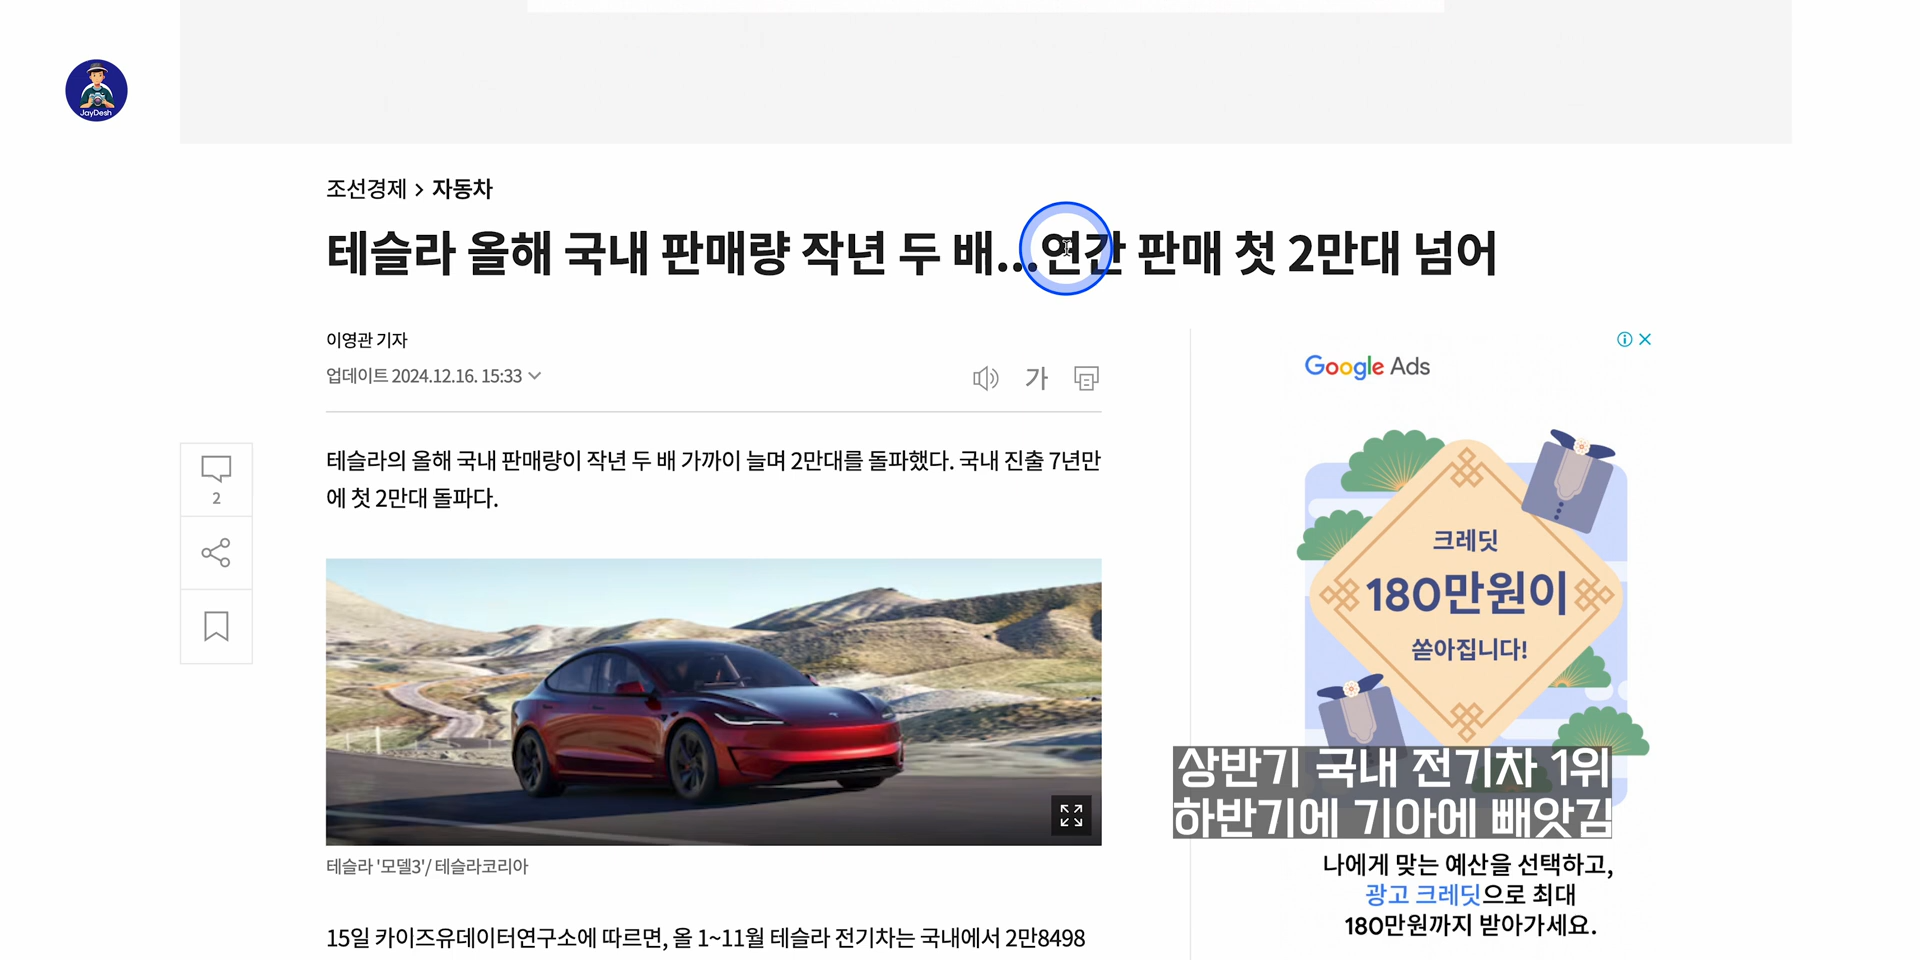 JayDesh
조선경제 > 자동차
테슬라 올해 국내 판매량 작년 두 배...연간 판매 첫 2만대 넘어
이영관 기자
업데이트 2024.12.16. 15:33
가
Google Ads
테슬라의 올해 국내 판매량이 작년 두 배 가까이 늘며 2만대를 돌파했다. 국내 진출 7년만
에 첫 2만대 돌파다.
2
크레딧
180만원이
쏟아집니다!
상반기 국내 전기차 1위
하반기에 기아에 빼앗김
테슬라 '모델3'/ 테슬라코리아
나에게 맞는 예산을 선택하고,
광고 크레딧으로 최대
180만원까지 받아가세요.
15일 카이즈유데이터연구소에 따르면, 올 1~11월 테슬라 전기차는 국내에서 2만8498